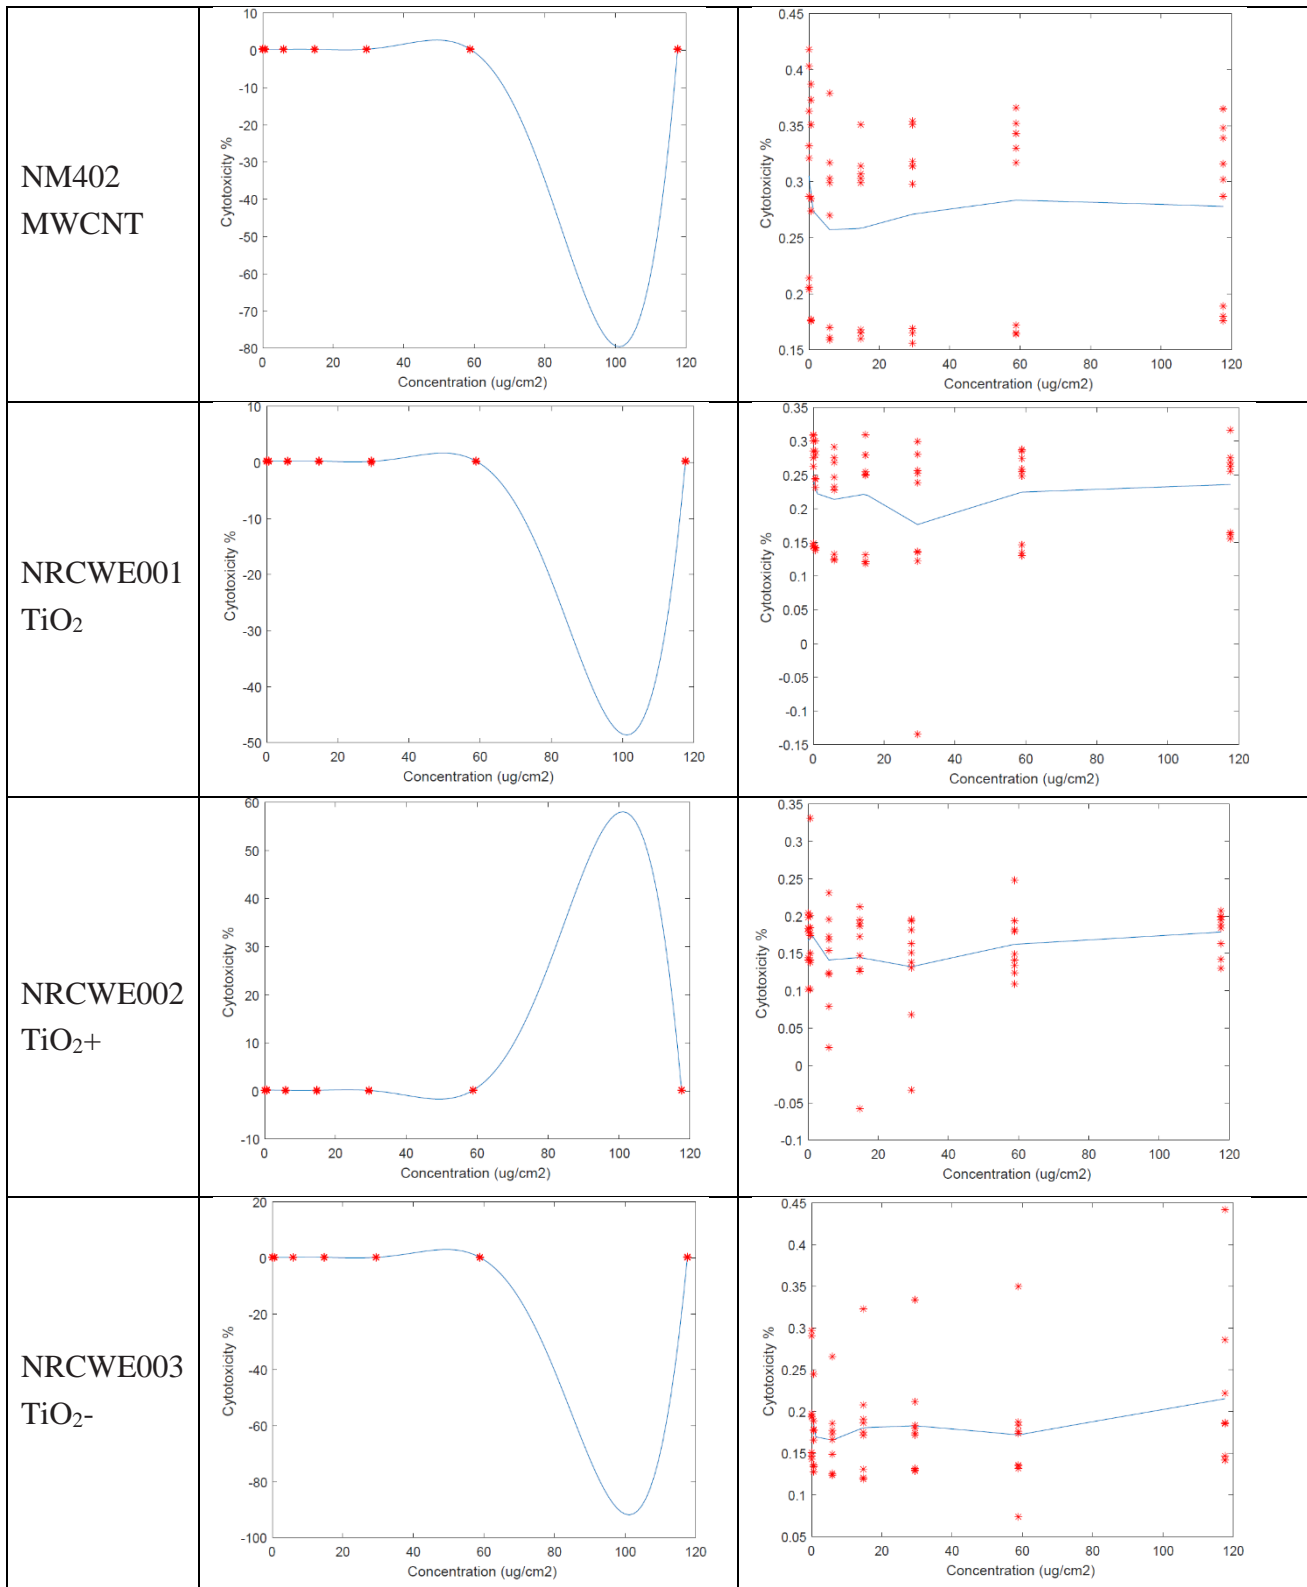 NM402
MWCNT
10
0
-10
-20
-30
-40
-50
-60
-70
-80
Cytotoxicity %
0 20 40 60 80 100 120
Concentration (ug/cm2)
0.45
0.4
0.35
0.3
0.25
0.2
0.15
Cytotoxicity %
0 20 40 60 80 100 120
Concentration (ug/cm2)
NRCWE001
TiO2
10
0
-10
-20
-30
-40
-50
Cytotoxicity %
0 20 40 60 80 100 120
Concentration (ug/cm2)
0.35
0.3
0.25
0.2
0.15
0.1
0.05
0
-0.05
-0.1
-0.15
Cytotoxicity %
0 20 40 60 80 100 120
Concentration (ug/cm2)
NRCWE002
TiO2+
60
50
40
30
20
10
0
-10
Cytotoxicity %
0 20 40 60 80 100 120
Concentration (ug/cm2)
0.35
0.3
0.25
0.2
0.15
0.1
0.05
0
-0.05
-0.1
Cytotoxicity %
0 20 40 60 80 100 120
Concentration (ug/cm2)
NRCWE003
TiO2-
20
0
-20
-40
-60
-80
-100
Cytotoxicity %
0 20 40 60 80 100 120
Concentration (ug/cm2)
0.45
0.4
0.35
0.3
0.25
0.2
0.15
0.1
0.05
Cytotoxicity %
0 20 40 60 80 100 120
Concentration (ug/cm2)